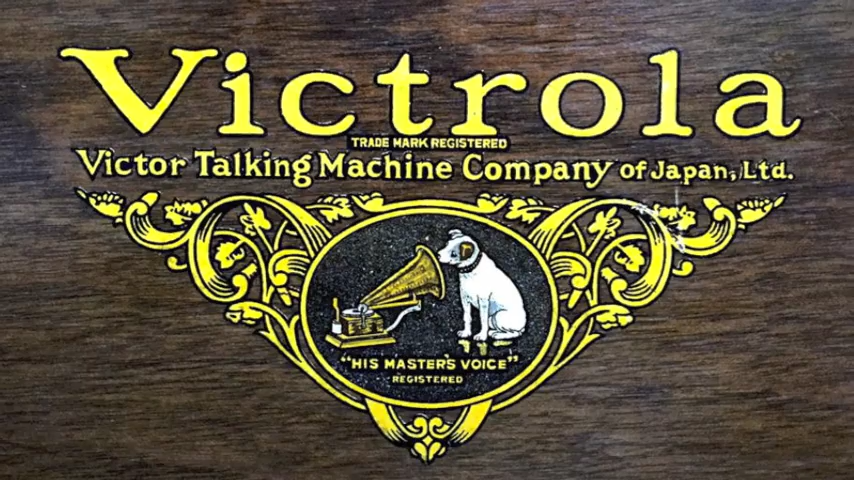 Victrola
TRADE MARK REGISTERED
Victor Talking Machine Company of Japan, Ltd.
"HIS MASTER'S VOICE"
REGISTERED